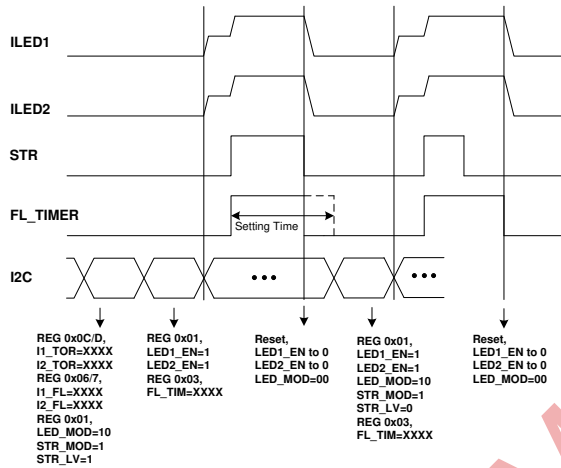 ILED1
ILED2
STR
FL_TIMER
Setting Time
I2C
REG 0x0C/D,
I1_TOR=XXXX
I2_TOR=XXXX
REG 0x06/7,
I1_FL=XXXX
I2_FL=XXXX
REG 0x01,
LED_MOD=10
STR_MOD=1
STR_LV=1
REG 0x01,
LED1_EN=1
LED2_EN=1
REG 0x03,
FL_TIM=XXXX
Reset,
LED1_EN to 0
LED2_EN to 0
LED_MOD=00
REG 0x01,
LED1_EN=1
LED2_EN=1
LED_MOD=10
STR_MOD=1
STR_LV=0
REG 0x03,
FL_TIM=XXXX
Reset,
LED1_EN to 0
LED2_EN to 0
LED_MOD=00